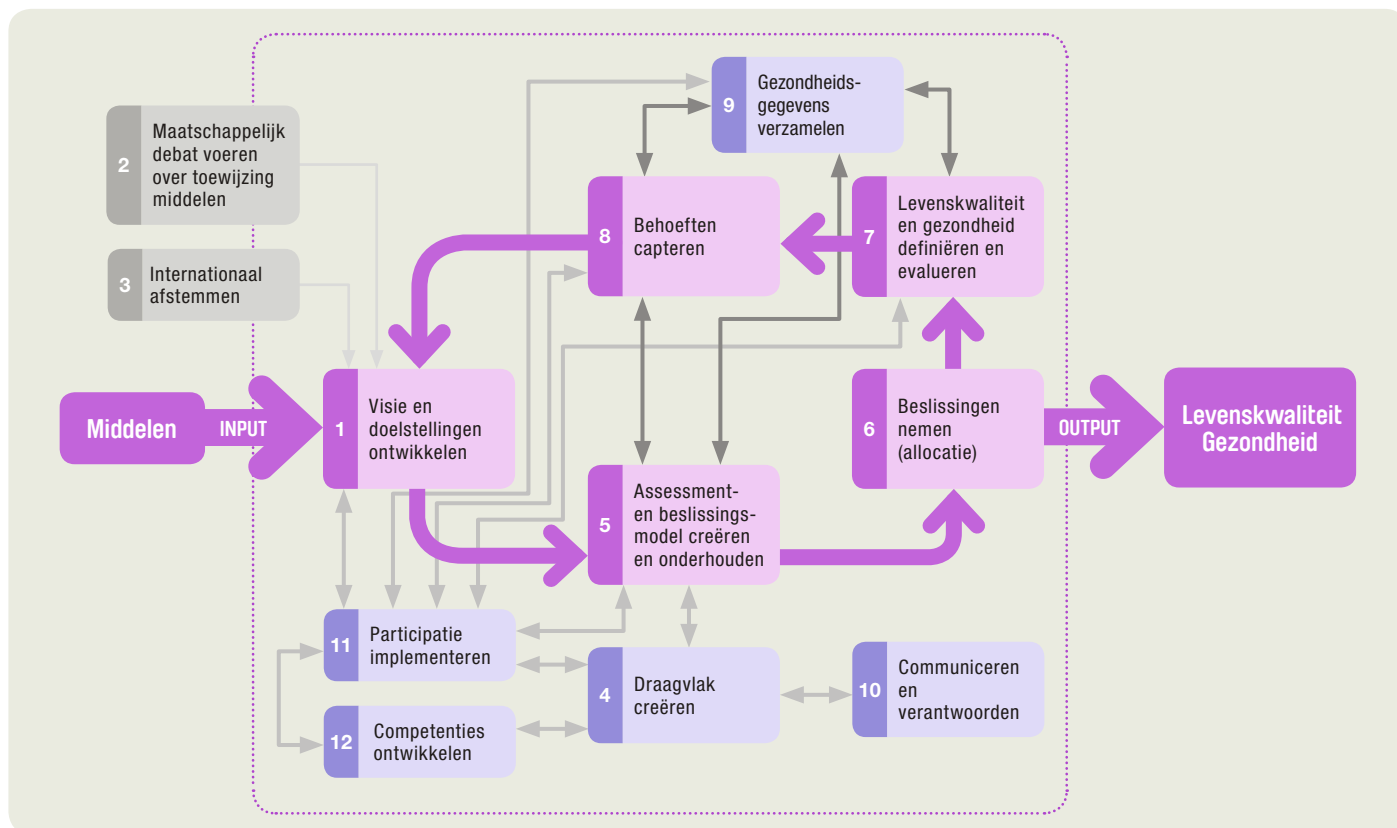 9
Gezondheids-
gegevens
verzamelen
2
Maatschappelijk
debat voeren
over toewijzing
middelen
8
Behoeften
capteren
7
Levenskwaliteit
en gezondheid
definiëren en
evalueren
3
Internationaal
afstemmen
Middelen
INPUT
1
Visie en
doelstellingen
ontwikkelen
6
Beslissingen
nemen
(allocatie)
OUTPUT
Levenskwaliteit
Gezondheid
5
Assessment-
en beslissings-
model creëren
en onderhouden
11
Participatie
implementeren
4
Draagvlak
creëren
10
Communiceren
en
verantwoorden
12
Competenties
ontwikkelen